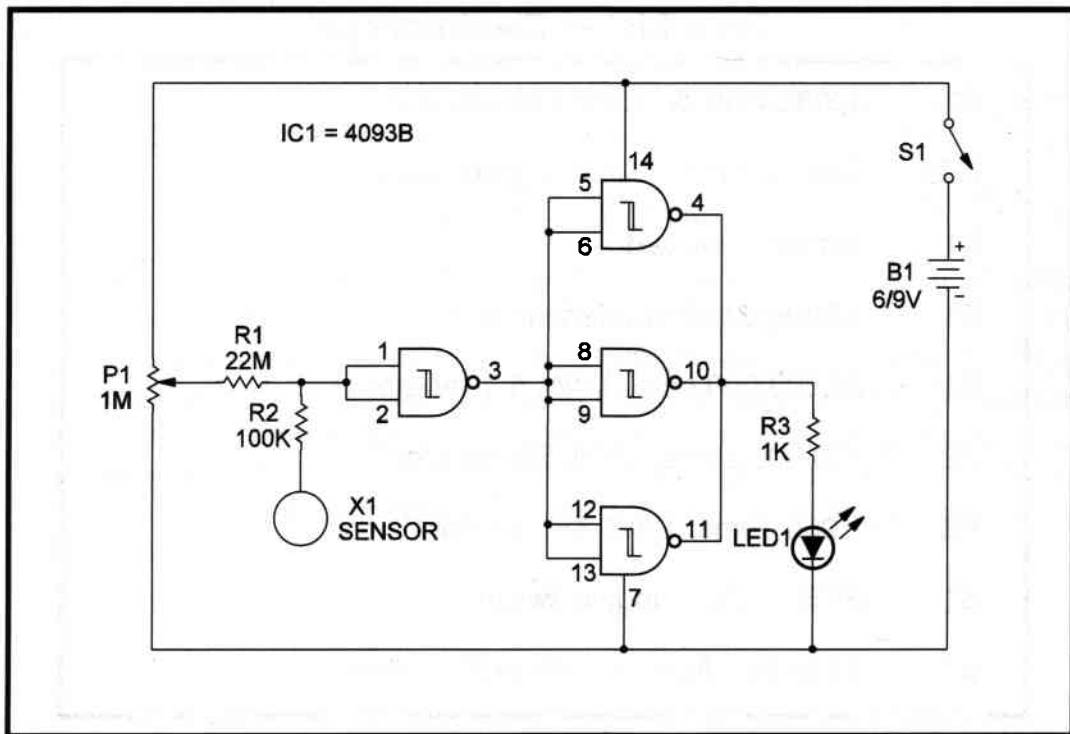 IC1 = 4093B
14
5
4
6
S1
+
B1
6/9V
−
R1
22M
1
3
8
10
P1
1M
2
9
R2
100K
R3
1K
X1
SENSOR
12
11
13
LED1
7